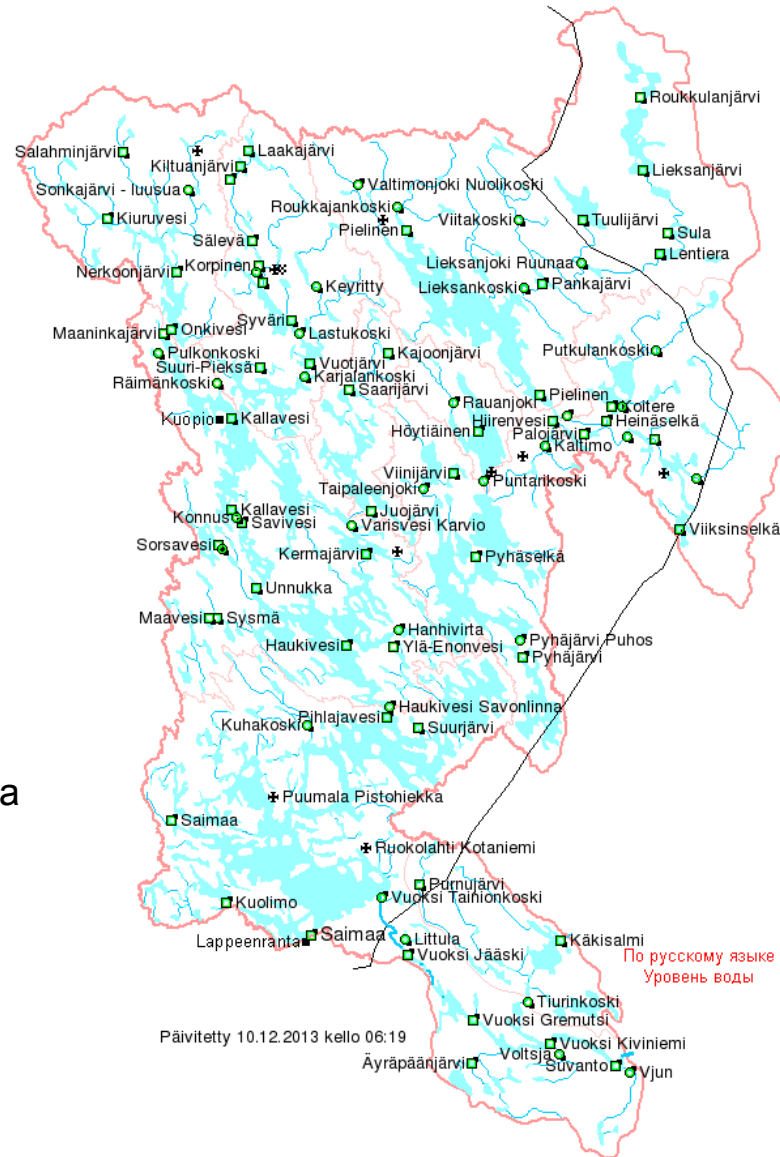 Roukkulanjärvi
Salahminjärvi
Laakajärvi
Kiltuanjärvi
Lieksanjärvi
Sonkajärvi - luusua
Valtimonjoki Nuolikoski
Roukkajankoski
Kiuruvesi
Viitakoski
Tuulijärvi
Pielinen
Sula
Sälevä
Lentiera
Nerkoonjärvi
Korpinen
Lieksanjoki Ruunaa
Keyritty
Lieksankoski
Pankajärvi
Syväri
Maaninkajärvi
Onkivesi
Lastukoski
Pulkonkoski
Kajoonjärvi
Putkulankoski
Suuri-Pieksä
Vuotjärvi
Räimänkoski
Karjalankoski
Saarijärvi
Rauanjoki
Pielinen
Koitere
Kuopio
Kallavesi
Hiirenvesi
Heinäselkä
Höytiäinen
Palojärvi
Kaltimo
Viinijärvi
Puntarikoski
Taipaleenjoki
Kallavesi
Juojärvi
Konnus
Savivesi
Varisvesi Karvio
Viiksinselkä
Sorsavesi
Kermajärvi
Pyhäselkä
Unnukka
Maavesi
Sysmä
Hanhivirta
Pyhäjärvi Puhos
Haukivesi
Ylä-Enonvesi
Pyhäjärvi
Haukivesi Savonlinna
Pihlajavesi
Kuhakoski
Suurjärvi
a
Puumala Pistohiekka
Saimaa
Ruokolahti Kotaniemi
Purnujärvi
Kuolimo
Vuoksi Tainionkoski
Saimaa
Lappeenranta
Littula
Käkisalmi
Vuoksi Jääski
По русскому языке
Уровень воды
Tiurinkoski
Vuoksi Gremutsi
Päivitetty 10.12.2013 kello 06:19
Vuoksi Kiviniemi
Voltsja
Äyräpäänjärvi
Suvanto
Vjun